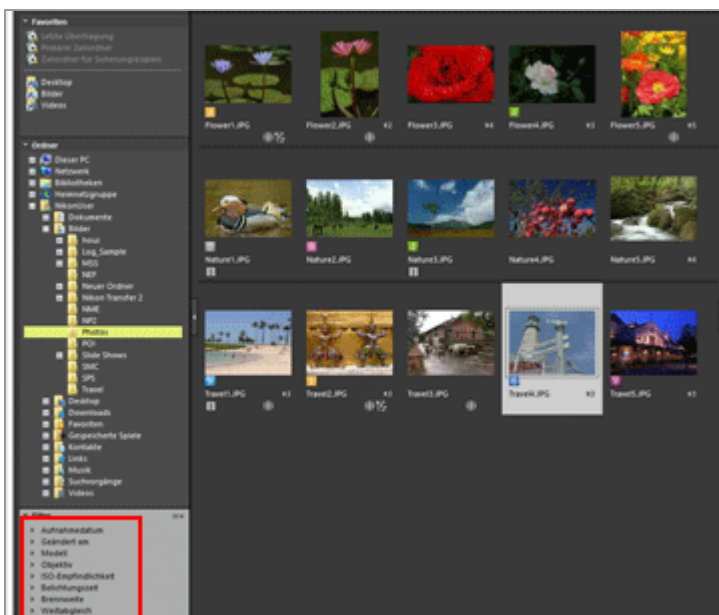 Favoriten
Letzte Übertragung
Primärer Zielordner
Zielordner für Sicherungskopien
Desktop
Bilder
Videos
Ordner
Dieser PC
Netzwerk
Bibliotheken
Heimnetzgruppe
NikonUser
Dokumente
Bilder
houi
Log_Sample
MSS
NEF
Neuer Ordner
Nikon Transfer 2
NME
NP2
Photos
POI
Slide Shows
SMC
SPS
Travel
Desktop
Downloads
Favoriten
Gespeicherte Spiele
Kontakte
Links
Musik
Suchvorgänge
Videos
Filter
Aufnahmedatum
Geändert am
Modell
Objektiv
ISO-Empfindlichkeit
Belichtungszeit
Brennweite
Weißabgleich
Flower1.JPG Flower2.JPG Flower3.JPG Flower4.JPG Flower5.JPG
Nature1.JPG Nature2.JPG Nature3.JPG Nature4.JPG Nature5.JPG
Travel1.JPG Travel2.JPG Travel3.JPG Travel4.JPG Travel5.JPG